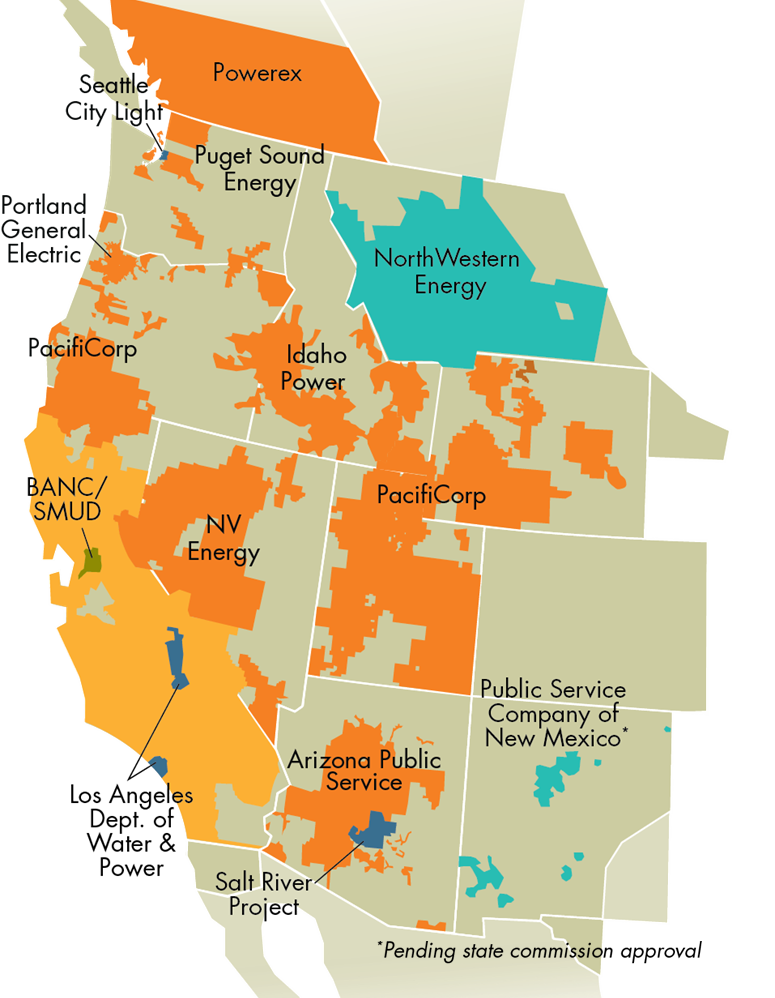 Powerex
Seattle
City Light
Puget Sound
Energy
Portland
General
Electric
NorthWestern
Energy
PacifiCorp
Idaho
Power
BANC/
SMUD
PacifiCorp
NV
Energy
Public Service
Company of
New Mexico*
Arizona Public
Service
Los Angeles
Dept. of
Water &
Power
Salt River
Project
*Pending state commission approval